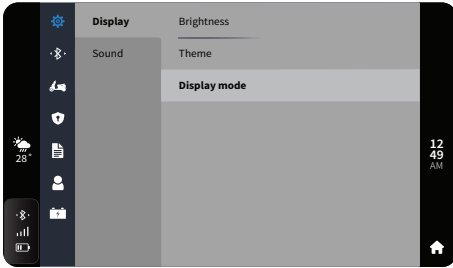 Display
Sound
Brightness
Theme
Display mode
28°
12
49
AM